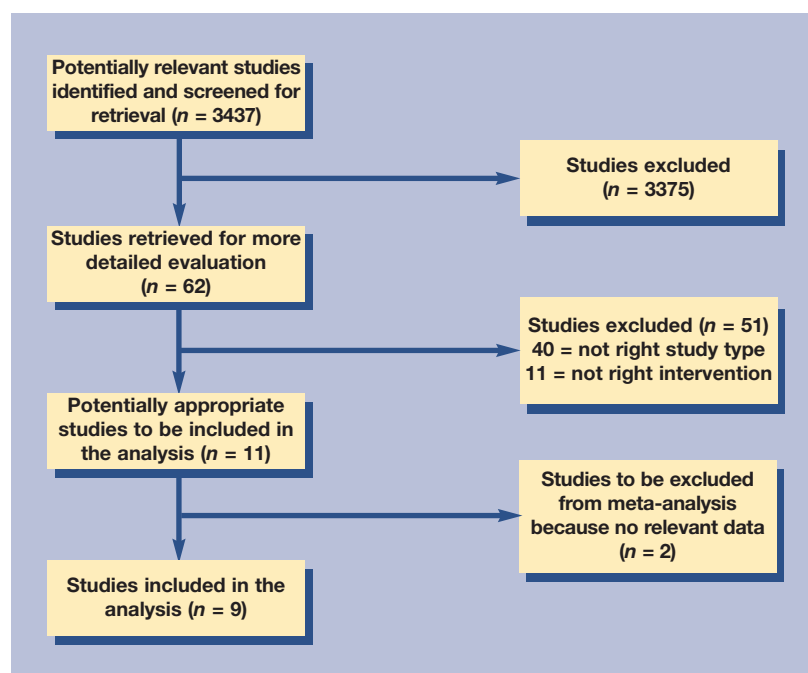 Potentially relevant studies
identified and screened for
retrieval (n = 3437)
Studies excluded
(n = 3375)
Studies retrieved for more
detailed evaluation
(n = 62)
Studies excluded (n = 51)
40 = not right study type
11 = not right intervention
Potentially appropriate
studies to be included in
the analysis (n = 11)
Studies to be excluded
from meta-analysis
because no relevant data
(n = 2)
Studies included in the
analysis (n = 9)